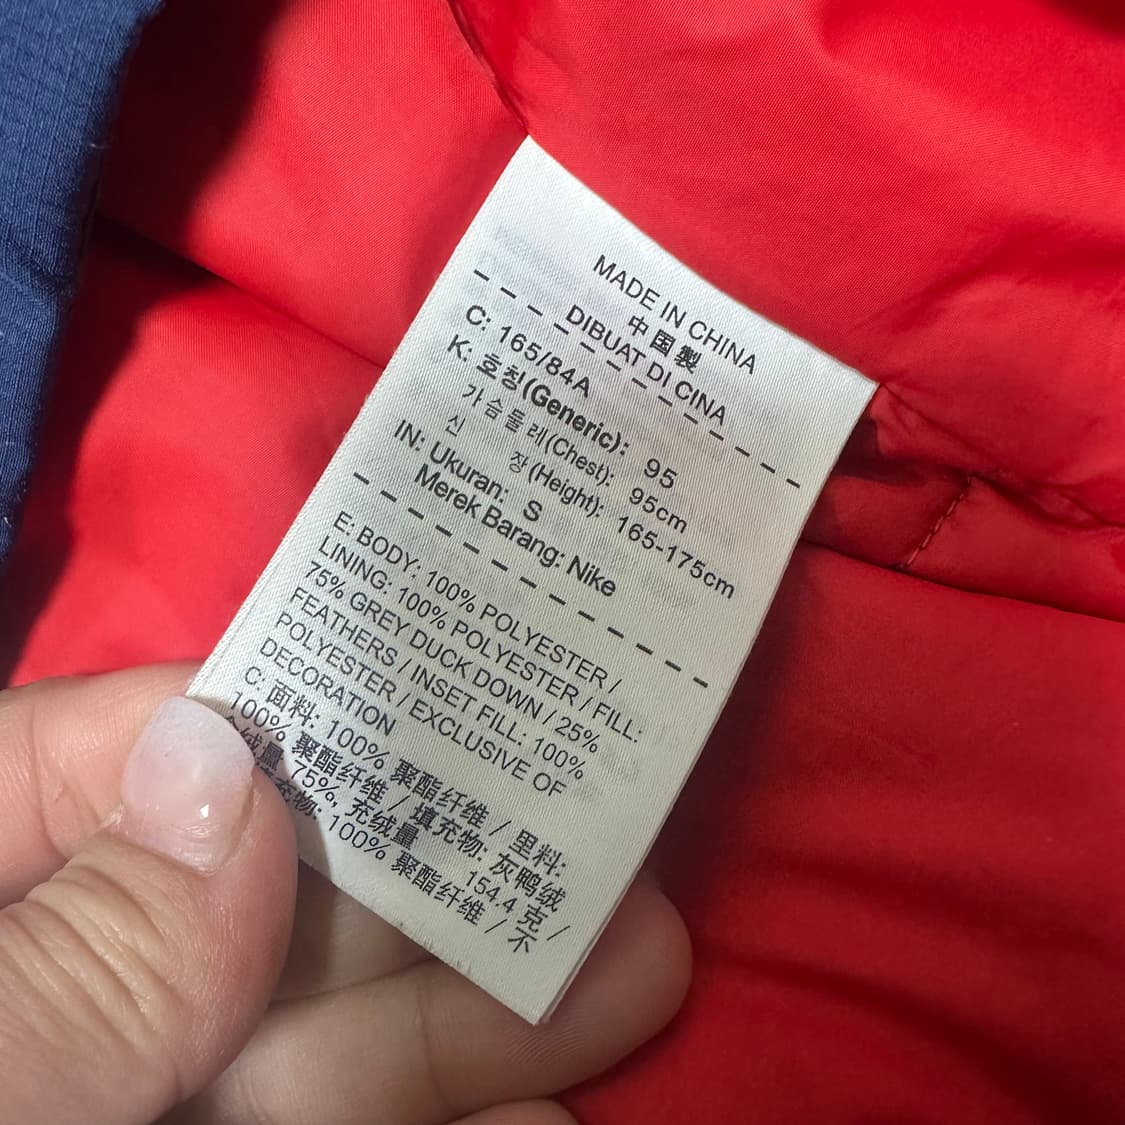 MADE IN CHINA
中国製
DIBUAT DI CINA
C: 165/84A
K: 호칭(Generic): 95
가슴둘레(Chest): 95cm
신 장(Height): 165-175cm
IN: Ukuran: S
Merek Barang: Nike
E: BODY: 100% POLYESTER /
LINING: 100% POLYESTER / FILL:
75% GREY DUCK DOWN / 25%
FEATHERS / INSET FILL: 100%
POLYESTER / EXCLUSIVE OF
DECORATION
C: 面料: 100% 聚酯纤维 / 里料:
100% 聚酯纤维 / 填充物: 灰鸭绒
绒量 75%, 充绒量 154.4 克 /
充物: 100% 聚酯纤维 / 不